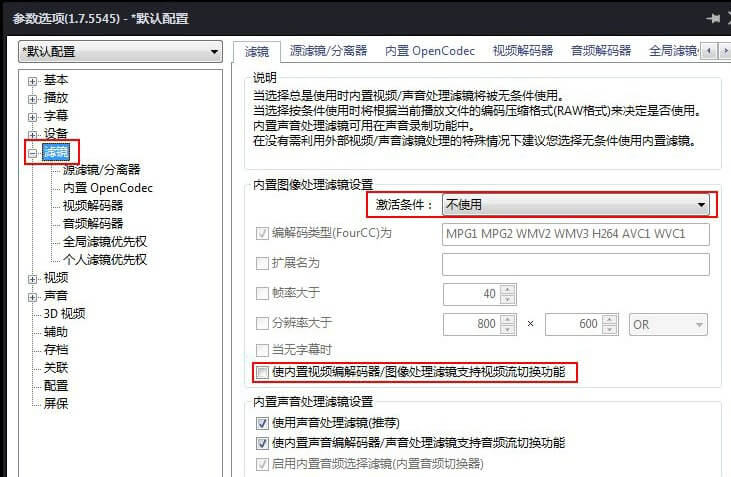 参数选项(1.7.5545) - *默认配置
*默认配置
基本
播放
字幕
设备
滤镜
源滤镜/分离器
内置 OpenCodec
视频解码器
音频解码器
全局滤镜优先权
个人滤镜优先权
视频
声音
3D 视频
辅助
存档
关联
配置
屏保
滤镜 源滤镜/分离器 内置 OpenCodec 视频解码器 音频解码器 全局滤镜
说明
当选择总是使用时内置视频/声音处理滤镜将被无条件使用。
当选择按条件使用时将根据当前播放文件的编码压缩格式(RAW格式)来决定是否使用。
内置声音处理滤镜可用在声音录制功能中。
在没有需利用外部视频/声音滤镜处理的特殊情况下建议您选择无条件使用内置滤镜。
内置图像处理滤镜设置
激活条件： 不使用
编解码类型(FourCC)为 MPG1 MPG2 WMV2 WMV3 H264 AVC1 WVC1
扩展名为
帧率大于 40
分辨率大于 800 × 600 OR
当无字幕时
使内置视频编解码器/图像处理滤镜支持视频流切换功能
内置声音处理滤镜设置
使用声音处理滤镜(推荐)
使内置声音编解码器/声音处理滤镜支持音频流切换功能
启用内置音频选择滤镜(内置音频切换器)